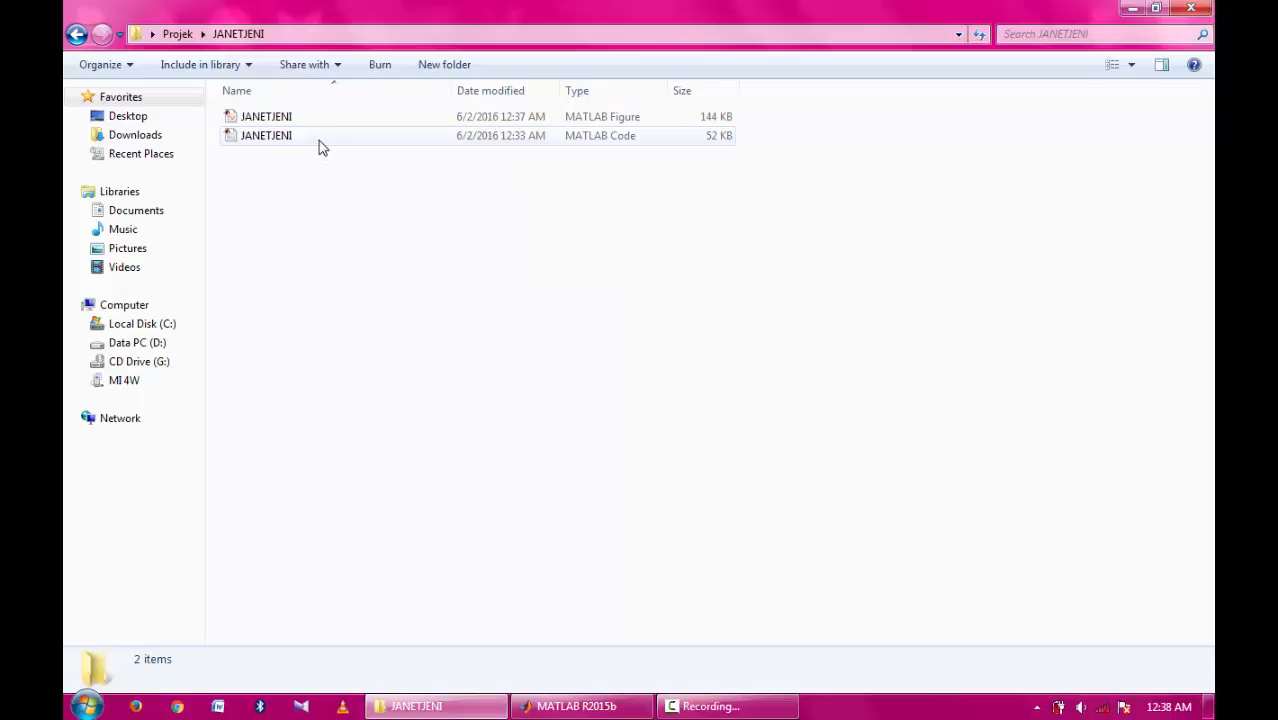 Projek JANETJENI
Search JANETJENI
Organize Include in library Share with Burn New folder
Name Date modified Type Size
Favorites
Desktop
Downloads
Recent Places
Libraries
Documents
Music
Pictures
Videos
Computer
Local Disk (C:)
Data PC (D:)
CD Drive (G:)
MI 4W
Network
JANETJENI 6/2/2016 12:37 AM MATLAB Figure 144 KB
JANETJENI 6/2/2016 12:33 AM MATLAB Code 52 KB
2 items
JANETJENI MATLAB R2015b Recording... 12:38 AM